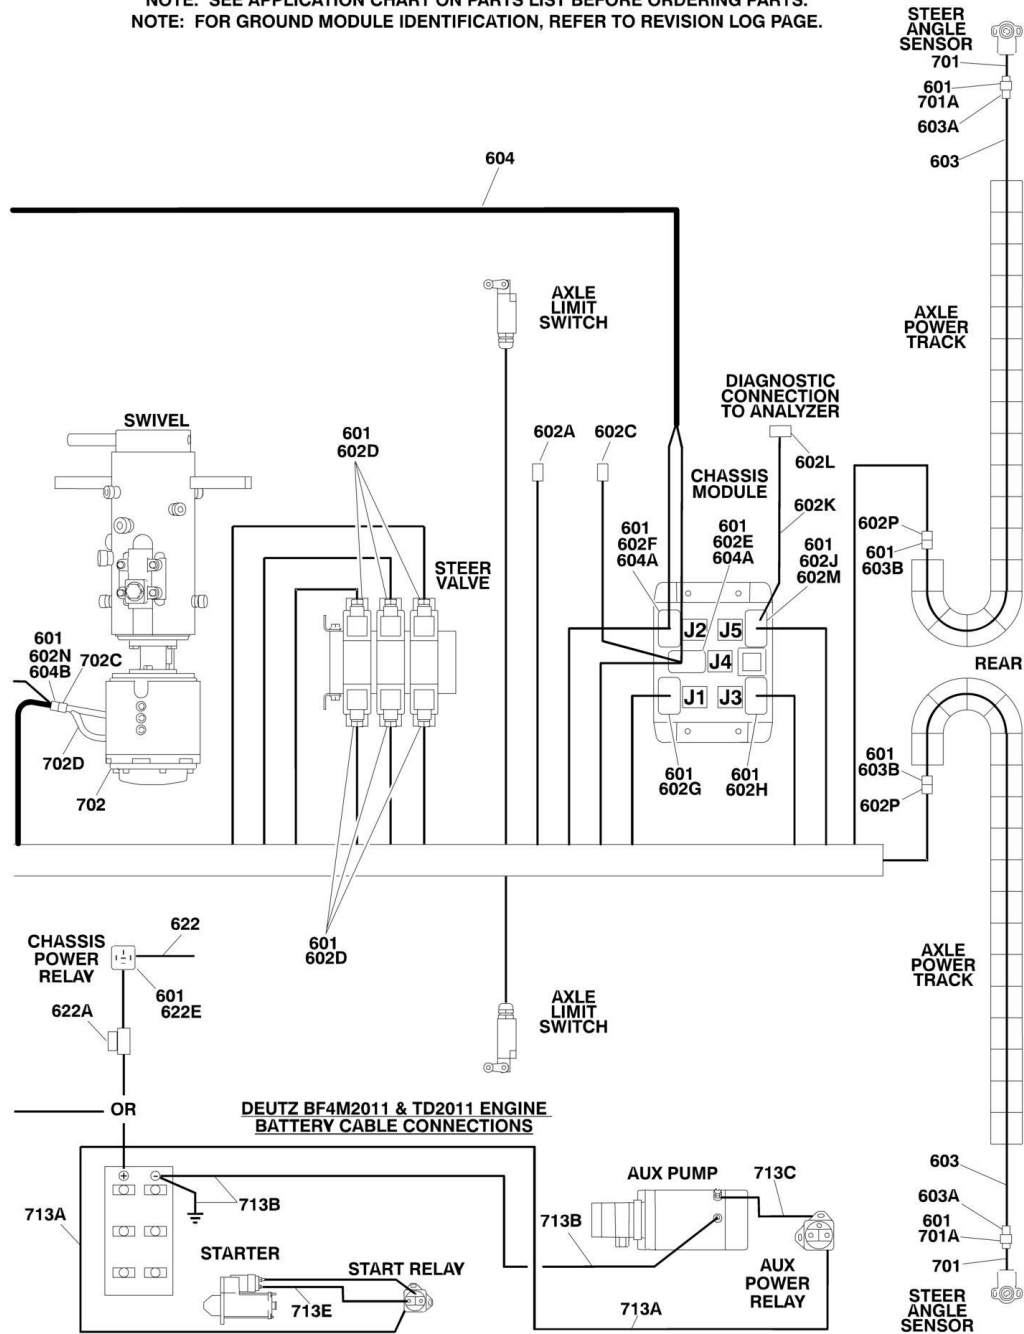 NOTE: SEE APPLICATION CHART ON PARTS LIST BEFORE ORDERING PARTS.
NOTE: FOR GROUND MODULE IDENTIFICATION, REFER TO REVISION LOG PAGE.
STEER
ANGLE
SENSOR
701
601
701A
603A
603
604
AXLE
LIMIT
SWITCH
AXLE
POWER
TRACK
DIAGNOSTIC
CONNECTION
TO ANALYZER
SWIVEL
601
602D
602A
602C
602L
CHASSIS
MODULE
602K
601
602F
604A
601
602E
604A
601
602J
602M
602P
601
603B
STEER
VALVE
J2
J5
J4
J1
J3
REAR
601
602N
604B
702C
702D
702
601
602G
601
602H
601
603B
602P
622
CHASSIS
POWER
RELAY
601
622E
622A
601
602D
AXLE
LIMIT
SWITCH
AXLE
POWER
TRACK
OR
DEUTZ BF4M2011 & TD2011 ENGINE
BATTERY CABLE CONNECTIONS
+
-
713A
713B
STARTER
START RELAY
713E
AUX PUMP
713C
713B
AUX
POWER
RELAY
713A
603
603A
601
701A
701
STEER
ANGLE
SENSOR